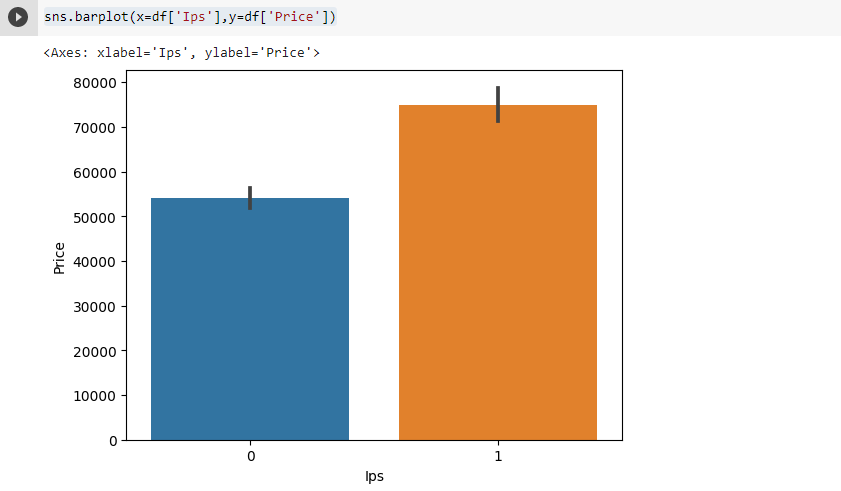 sns.barplot(x=df['Ips'],y=df['Price'])
<Axes: xlabel='Ips', ylabel='Price'>
80000
70000
60000
50000
40000
30000
20000
10000
0
Price
0 1
Ips